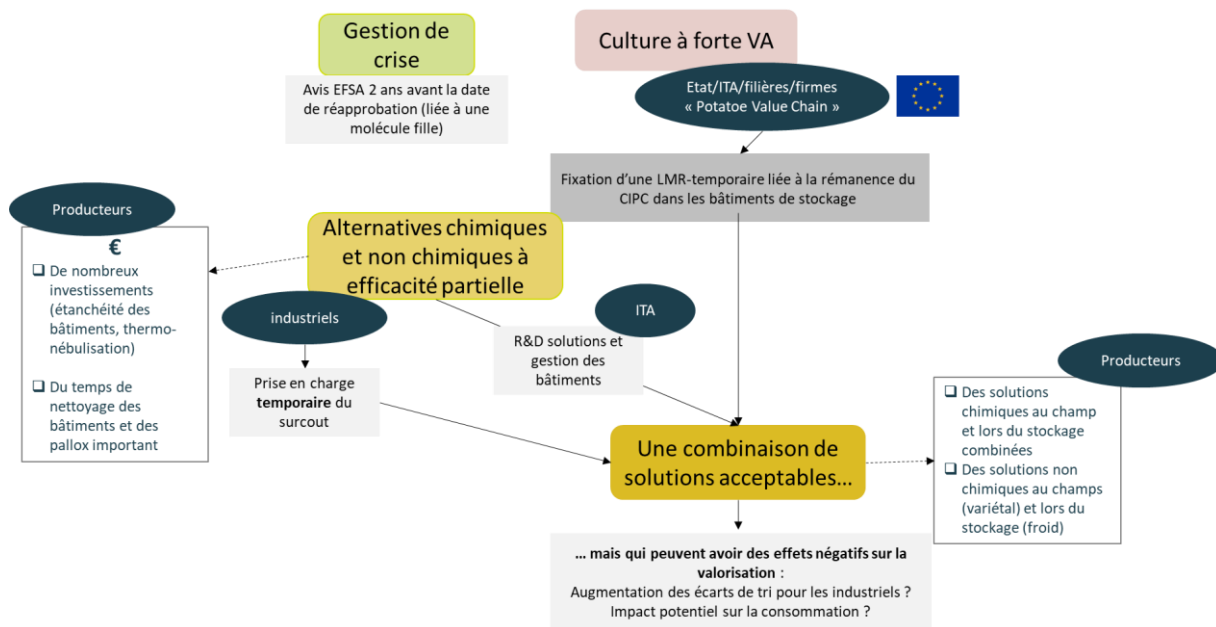 Gestion de
crise
Avis EFSA 2 ans avant la
date de réapprobation (liée à une
molécule fille)
Culture à forte VA
Etat/ITA/filières/firmes
« Potatoe Value Chain »
Fixation d'une LMR-temporaire liée à la rémanence du
CIPC dans les bâtiments de stockage
Producteurs
€
❑ De nombreux
investissements
(étanchéité des
bâtiments, thermo-
nébulisation)
❑ Du temps de
nettoyage des
bâtiments et des
pallox important
Alternatives chimiques
et non chimiques à
efficacité partielle
industriels
Prise en charge
temporaire du
surcout
ITA
R&D solutions et
gestion des
bâtiments
Une combinaison de
solutions acceptables...
Producteurs
❑ Des solutions
chimiques au champ
et lors du stockage
combinées
❑ Des solutions non
chimiques au champs
(variétal) et lors du
stockage (froid)
... mais qui peuvent avoir des effets négatifs sur la
valorisation :
Augmentation des écarts de tri pour les industriels ?
Impact potentiel sur la consommation ?